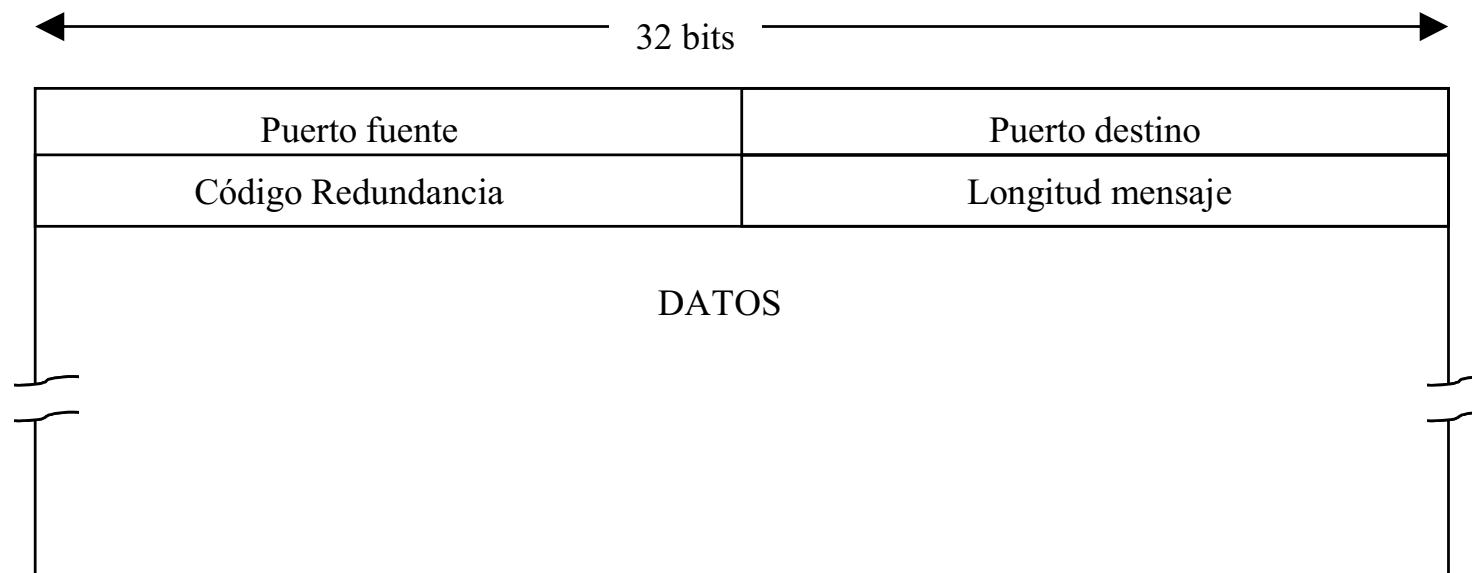 32 bits
Puerto fuente
Puerto destino
Código Redundancia
Longitud mensaje
DATOS